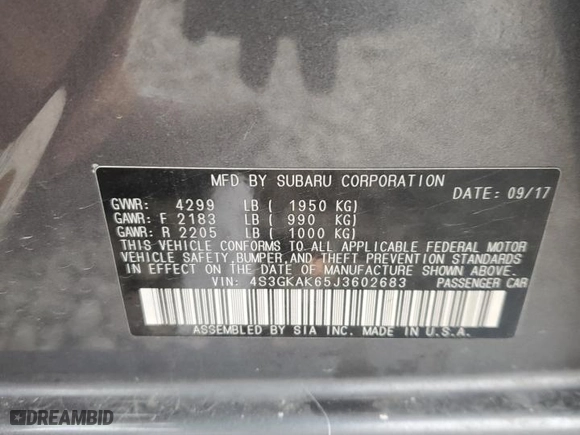 MFD BY SUBARU CORPORATION
DATE: 09/17
GVWR: 4299 LB ( 1950 KG)
GAWR: F 2183 LB ( 990 KG)
GAWR: R 2205 LB ( 1000 KG)
THIS VEHICLE CONFORMS TO ALL APPLICABLE FEDERAL MOTOR
VEHICLE SAFETY, BUMPER, AND THEFT PREVENTION STANDARDS
IN EFFECT ON THE DATE OF MANUFACTURE SHOWN ABOVE.
VIN: 4S3GKAK65J3602683 PASSENGER CAR
ASSEMBLED BY SIA INC. MADE IN U.S.A.
DREAMBID